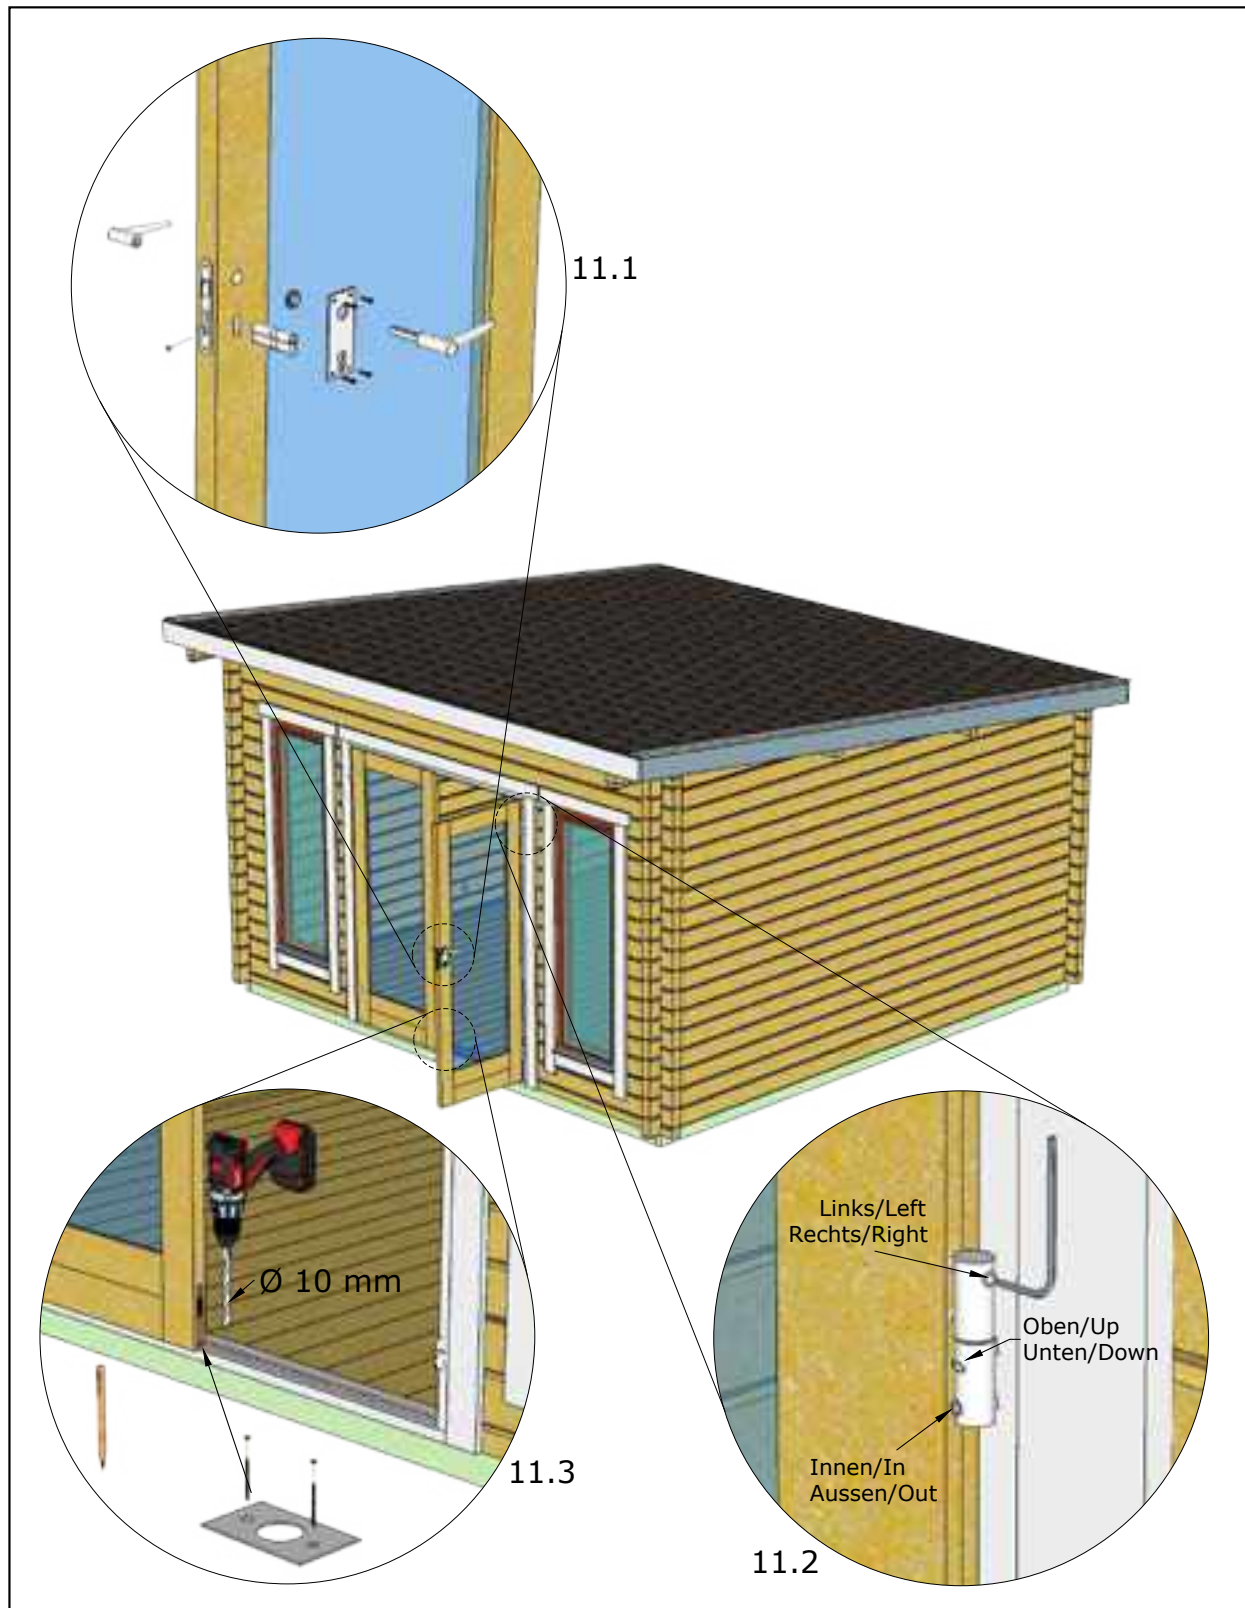 11.1
Ø 10 mm
11.3
Links/Left
Rechts/Right
Oben/Up
Unten/Down
Innen/In
Aussen/Out
11.2